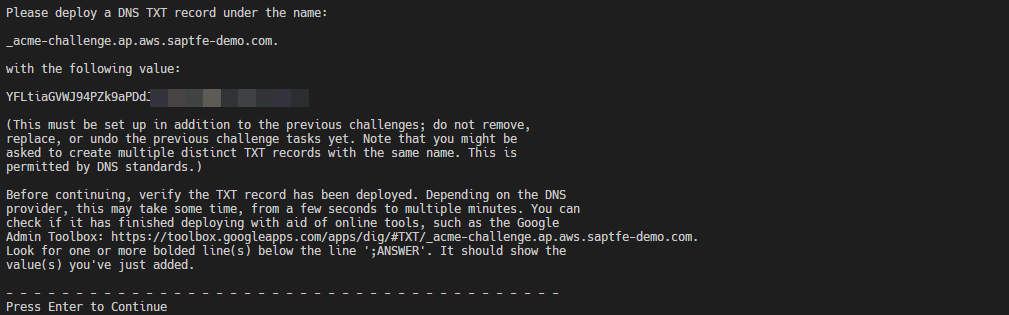 Please deploy a DNS TXT record under the name:
_acme-challenge.ap.aws.saptfe-demo.com.
with the following value:
(This must be set up in addition to the previous challenges; do not remove,
replace, or undo the previous challenge tasks yet. Note that you might be
asked to create multiple distinct TXT records with the same name. This is
permitted by DNS standards.)
Before continuing, verify the TXT record has been deployed. Depending on the DNS
provider, this may take some time, from a few seconds to multiple minutes. You can
check if it has finished deploying with aid of online tools, such as the Google
Admin Toolbox: https://toolbox.googleapps.com/apps/dig/#TXT/_acme-challenge.ap.aws.saptfe-demo.com.
Look for one or more bolded line(s) below the line ';ANSWER'. It should show the
value(s) you've just added.
- - - - - - - - - - - - - - - - - - - - - - - - - - - - - - - - - - - - - - - -
Press Enter to Continue